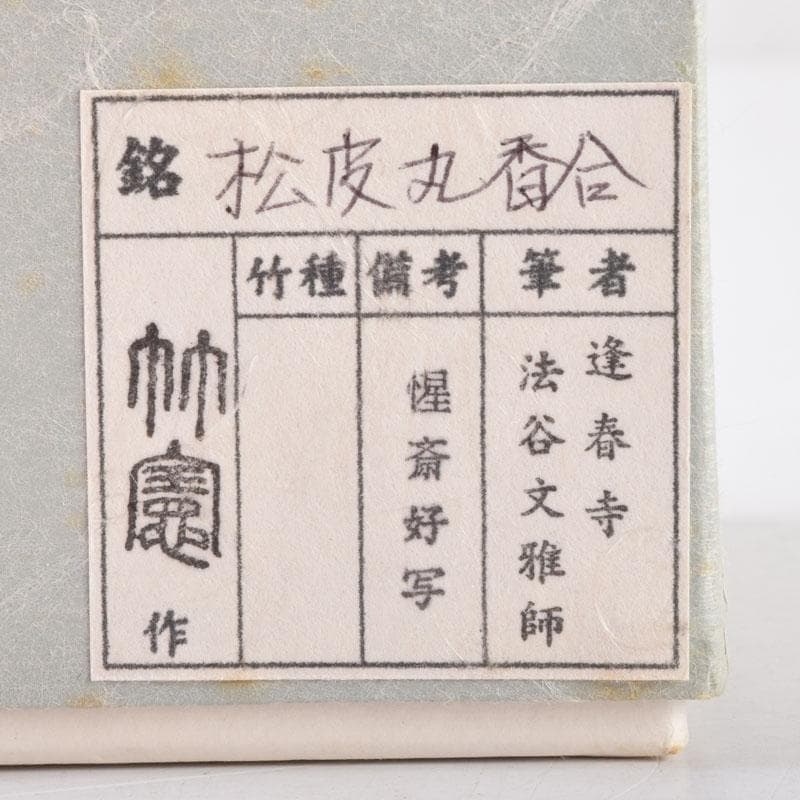 銘 松皮丸香合
筆者
逢春寺
法谷文雅師
備考
惺斎好写
竹種
竹憲
作